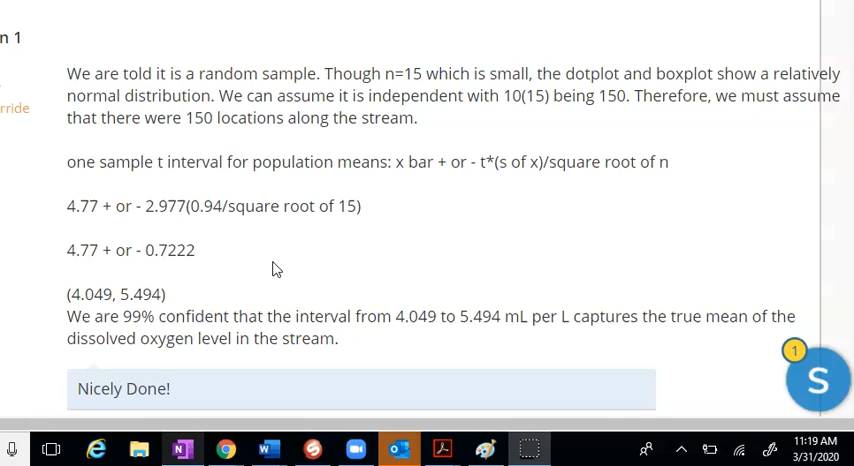 n 1
We are told it is a random sample. Though n=15 which is small, the dotplot and boxplot show a relatively
rride
normal distribution. We can assume it is independent with 10(15) being 150. Therefore, we must assume
that there were 150 locations along the stream.
one sample t interval for population means: x bar + or - t*(s of x)/square root of n
4.77 + or - 2.977(0.94/square root of 15)
4.77 + or - 0.7222
(4.049, 5.494)
We are 99% confident that the interval from 4.049 to 5.494 mL per L captures the true mean of the
dissolved oxygen level in the stream.
1
S
Nicely Done!
11:19 AM
3/31/2020